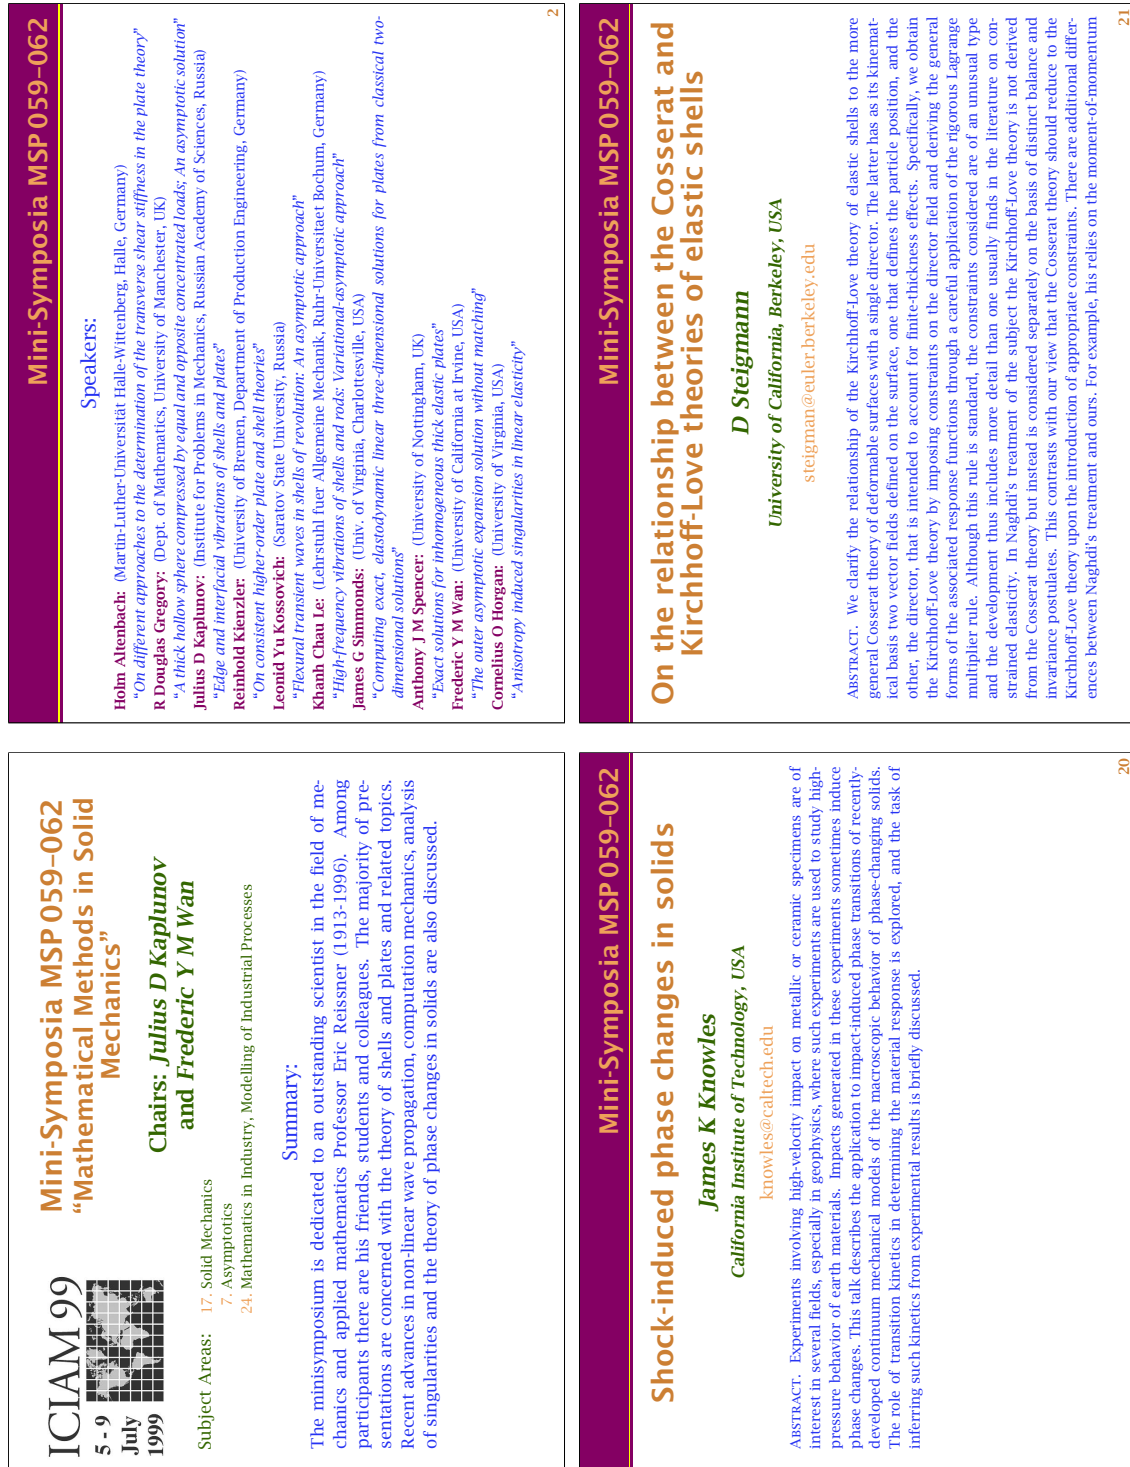 ICIAM 99
5 - 9
July
1999
Mini-Symposia MSP 059–062
“Mathematical Methods in Solid
Mechanics”
Chairs: Julius D Kaplunov
and Frederic Y M Wan
Subject Areas: 17. Solid Mechanics
7. Asymptotics
24. Mathematics in Industry, Modelling of Industrial Processes
Summary:
The minisymposium is dedicated to an outstanding scientist in the field of me-
chanics and applied mathematics Professor Eric Reissner (1913-1996). Among
participants there are his friends, students and colleagues. The majority of pre-
sentations are concerned with the theory of shells and plates and related topics.
Recent advances in non-linear wave propagation, computation mechanics, analysis
of singularities and the theory of phase changes in solids are also discussed.
Mini-Symposia MSP 059–062
Speakers:
Holm Altenbach: (Martin-Luther-Universität Halle-Wittenberg, Halle, Germany)
“On different approaches to the determination of the transverse shear stiffness in the plate theory”
R Douglas Gregory: (Dept. of Mathematics, University of Manchester, UK)
“A thick hollow sphere compressed by equal and opposite concentrated loads; An asymptotic solution”
Julius D Kaplunov: (Institute for Problems in Mechanics, Russian Academy of Sciences, Russia)
“Edge and interfacial vibrations of shells and plates”
Reinhold Kienzler: (University of Bremen, Department of Production Engineering, Germany)
“On consistent higher-order plate and shell theories”
Leonid Yu Kossovich: (Saratov State University, Russia)
“Flexural transient waves in shells of revolution: An asymptotic approach”
Khanh Chau Le: (Lehrstuhl fuer Allgemeine Mechanik, Ruhr-Universitaet Bochum, Germany)
“High-frequency vibrations of shells and rods: Variational-asymptotic approach”
James G Simmonds: (Univ. of Virginia, Charlottesville, USA)
“Computing exact, elastadynamic linear three-dimensional solutions for plates from classical two-
dimensional solutions”
Anthony J M Spencer: (University of Nottingham, UK)
“Exact solutions for inhomogeneous thick elastic plates”
Frederic Y M Wan: (University of California at Irvine, USA)
“The outer asymptotic expansion solution without matching”
Cornelius O Horgan: (University of Virginia, USA)
“Anisotropy induced singularities in linear elasticity”
2
Mini-Symposia MSP 059–062
Shock-induced phase changes in solids
James K Knowles
California Institute of Technology, USA
knowles@caltech.edu
ABSTRACT. Experiments involving high-velocity impact on metallic or ceramic specimens are of
interest in several fields, especially in geophysics, where such experiments are used to study high-
pressure behavior of earth materials. Impacts generated in these experiments sometimes induce
phase changes. This talk describes the application to impact-induced phase transitions of recently-
developed continuum mechanical models of the macroscopic behavior of phase-changing solids.
The role of transition kinetics in determining the material response is explored, and the task of
inferring such kinetics from experimental results is briefly discussed.
20
Mini-Symposia MSP 059–062
On the relationship between the Cosserat and
Kirchhoff-Love theories of elastic shells
D Steigmann
University of California, Berkeley, USA
steigman@euler.berkeley.edu
ABSTRACT. We clarify the relationship of the Kirchhoff-Love theory of elastic shells to the more
general Cosserat theory of deformable surfaces with a single director. The latter has as its kinemat-
ical basis two vector fields defined on the surface, one that defines the particle position, and the
other, the director, that is intended to account for finite-thickness effects. Specifically, we obtain
the Kirchhoff-Love theory by imposing constraints on the director field and deriving the general
forms of the associated response functions through a careful application of the rigorous Lagrange
multiplier rule. Although this rule is standard, the constraints considered are of an unusual type
and the development thus includes more detail than one usually finds in the literature on con-
strained elasticity. In Naghdi's treatment of the subject the Kirchhoff-Love theory is not derived
from the Cosserat theory but instead is considered separately on the basis of distinct balance and
invariance postulates. This contrasts with our view that the Cosserat theory should reduce to the
Kirchhoff-Love theory upon the introduction of appropriate constraints. There are additional differ-
ences between Naghdi's treatment and ours. For example, his relies on the moment-of-momentum
21